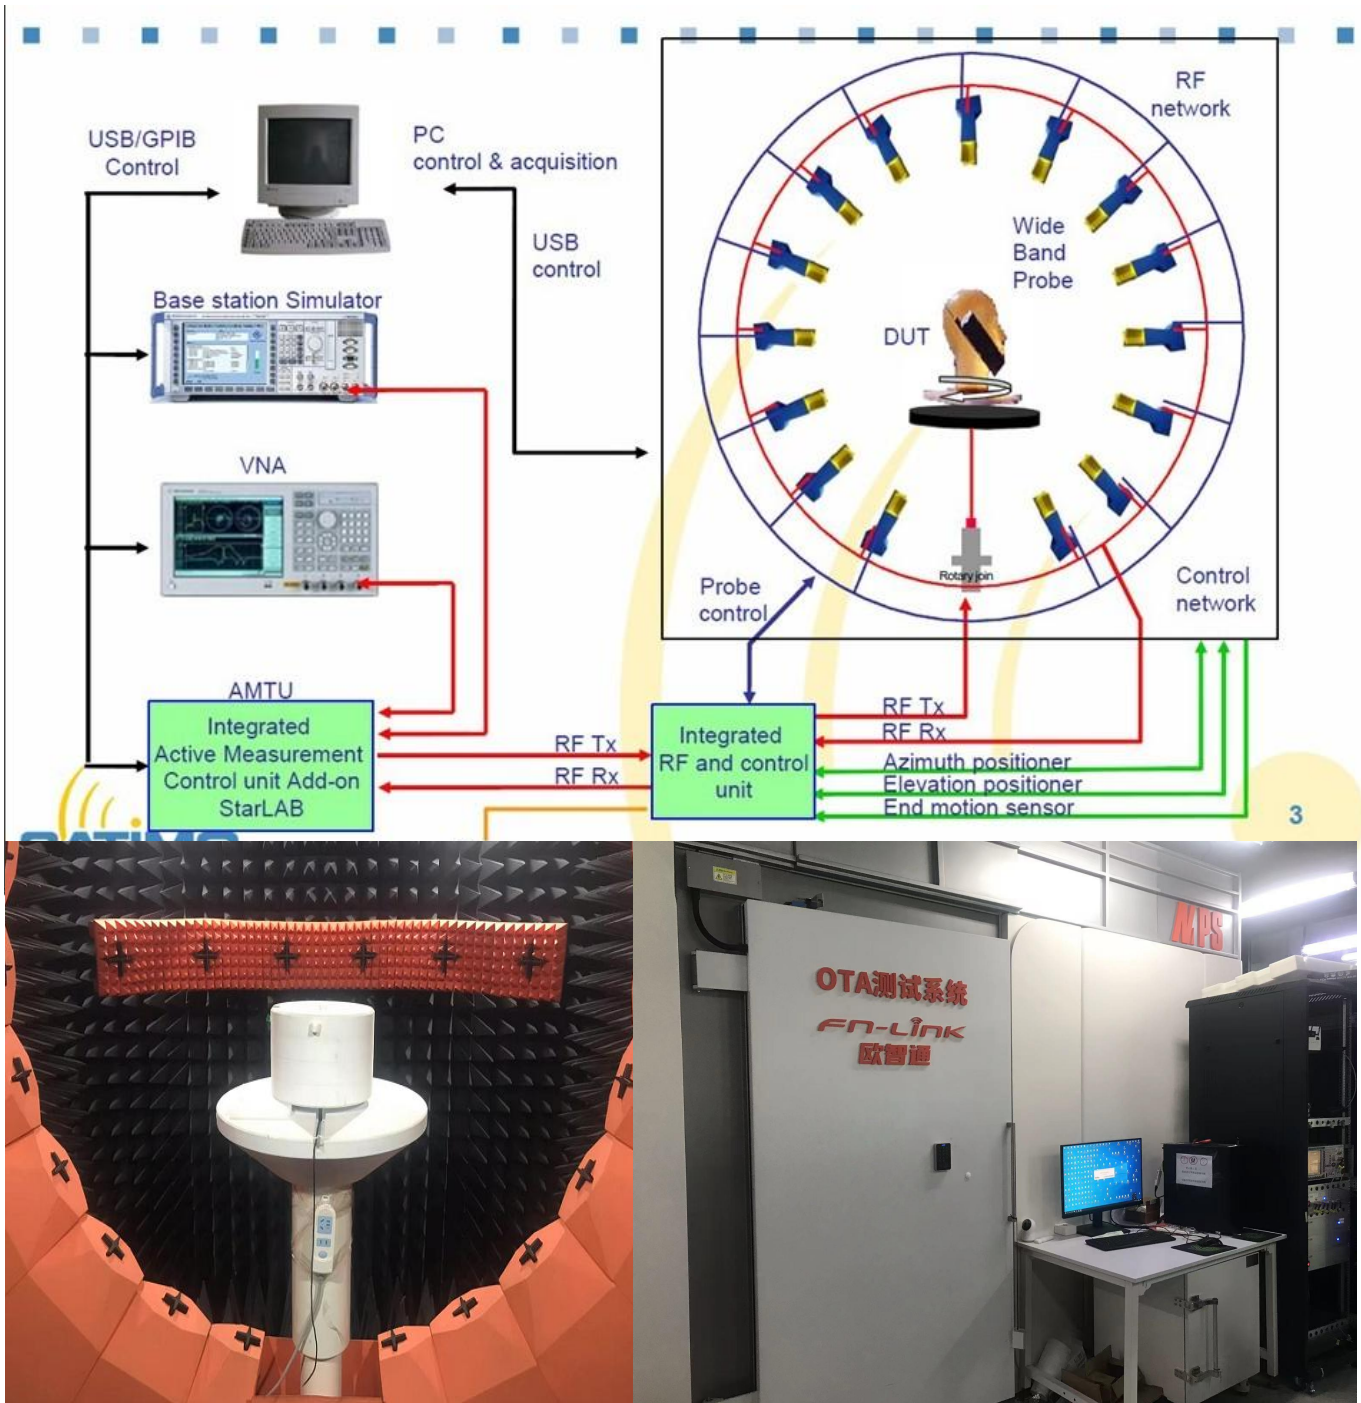 USB/GPIB
Control
PC
control & acquisition
USB
control
Base station Simulator
VNA
AMTU
Integrated
Active Measurement
Control unit Add-on
StarLAB
RF Tx
RF Rx
Integrated
RF and control
unit
Probe
control
RF
network
Wide
Band
Probe
DUT
Rotary join
Control
network
RF Tx
RF Rx
Azimuth positioner
Elevation positioner
End motion sensor
3
OTA测试系统
FN-LINK
欧智通
NPS